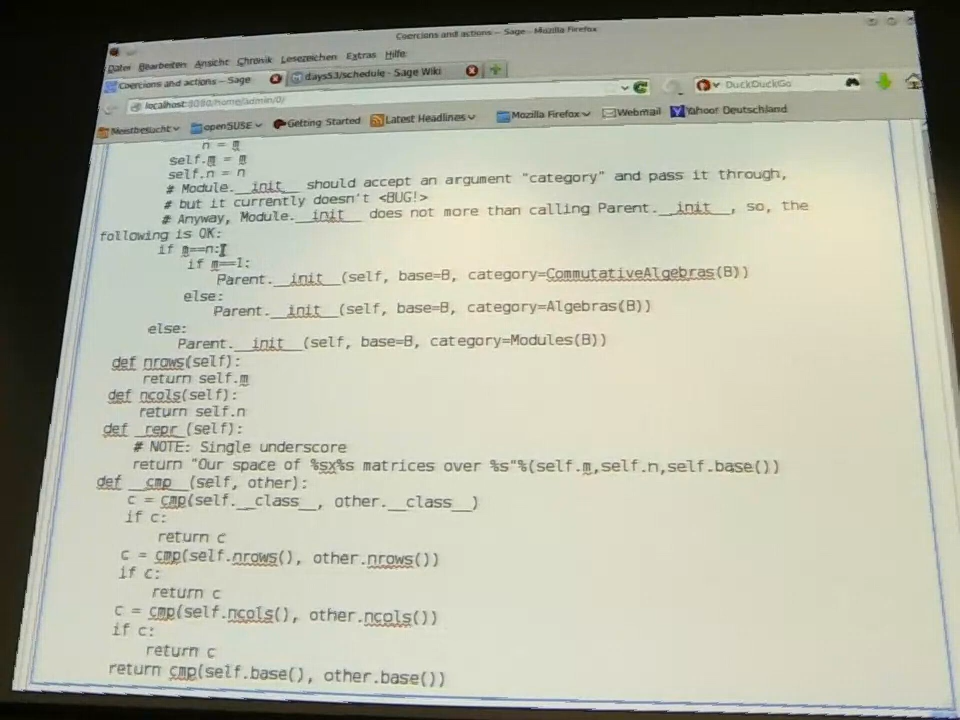 Coercions and actions – Sage - Mozilla Firefox
Datei Bearbeiten Ansicht Chronik Lesezeichen Extras Hilfe
Coercions and actions – Sage days53/schedule - Sage Wiki
localhost:8080/home/admin/0/ DuckDuckGo
Meistbesucht openSUSE Getting Started Latest Headlines Mozilla Firefox Webmail Yahoo! Deutschland
n = m
self.m = m
self.n = n
# Module.__init__ should accept an argument "category" and pass it through,
# but it currently doesn't <BUG!>
# Anyway, Module.__init__ does not more than calling Parent.__init__, so, the
following is OK:
if m==n:
if m==1:
Parent.__init__(self, base=B, category=CommutativeAlgebras(B))
else:
Parent.__init__(self, base=B, category=Algebras(B))
else:
Parent.__init__(self, base=B, category=Modules(B))
def nrows(self):
return self.m
def ncols(self):
return self.n
def _repr_(self):
# NOTE: Single underscore
return "Our space of %sx%s matrices over %s"%(self.m,self.n,self.base())
def __cmp__(self, other):
c = cmp(self.__class__, other.__class__)
if c:
return c
c = cmp(self.nrows(), other.nrows())
if c:
return c
c = cmp(self.ncols(), other.ncols())
if c:
return c
return cmp(self.base(), other.base())